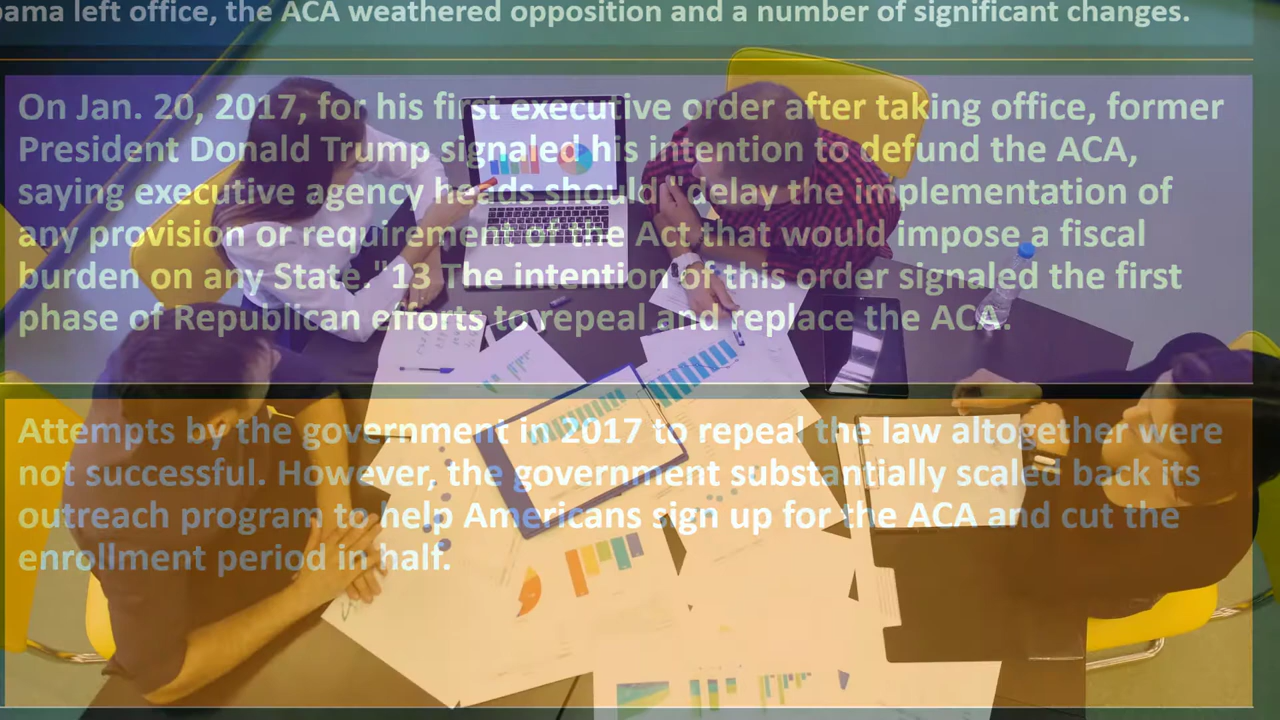 bama left office, the ACA weathered opposition and a number of significant changes.
On Jan. 20, 2017, for his first executive order after taking office, former
President Donald Trump signaled his intention to defund the ACA,
saying executive agency heads should "delay the implementation of
any provision or requirement of the Act that would impose a fiscal
burden on any State."13 The intention of this order signaled the first
phase of Republican efforts to repeal and replace the ACA.
Attempts by the government in 2017 to repeal the law altogether were
not successful. However, the government substantially scaled back its
outreach program to help Americans sign up for the ACA and cut the
enrollment period in half.